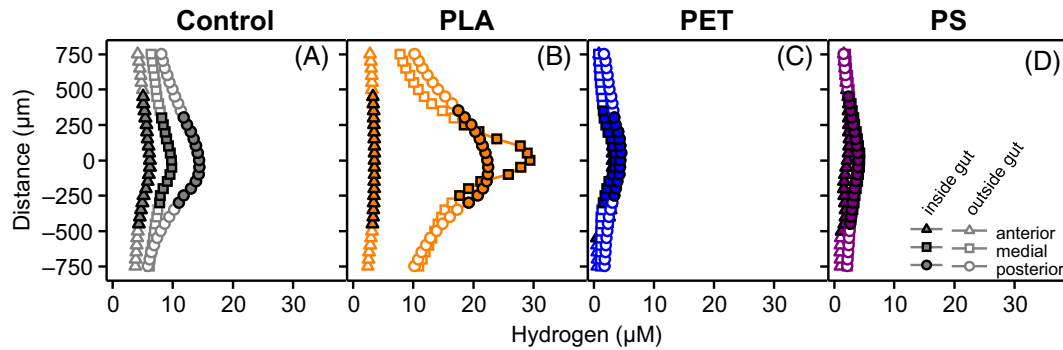 Control PLA PET PS
(A) (B) (C) (D)
Distance (µm)
750
500
250
0
−250
−500
−750
inside gut
outside gut
anterior
medial
posterior
0 10 20 30 0 10 20 30 0 10 20 30 0 10 20 30
Hydrogen (µM)